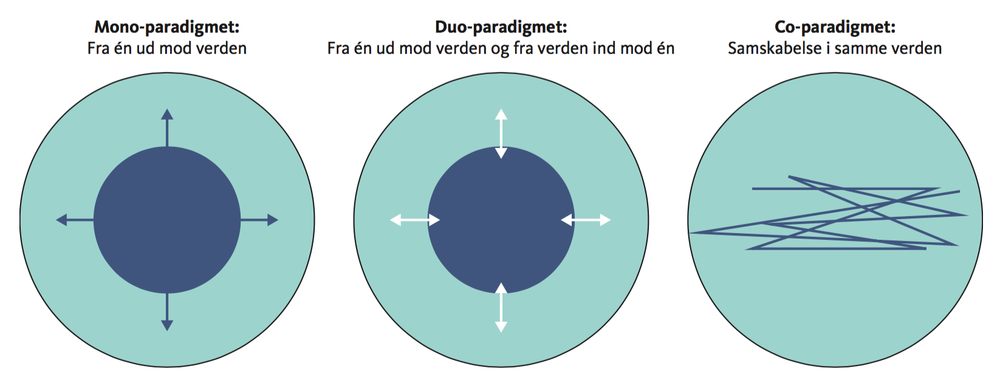 Mono-paradigmet:
Fra én ud mod verden
Duo-paradigmet:
Fra én ud mod verden og fra verden ind mod én
Co-paradigmet:
Samskabelse i samme verden